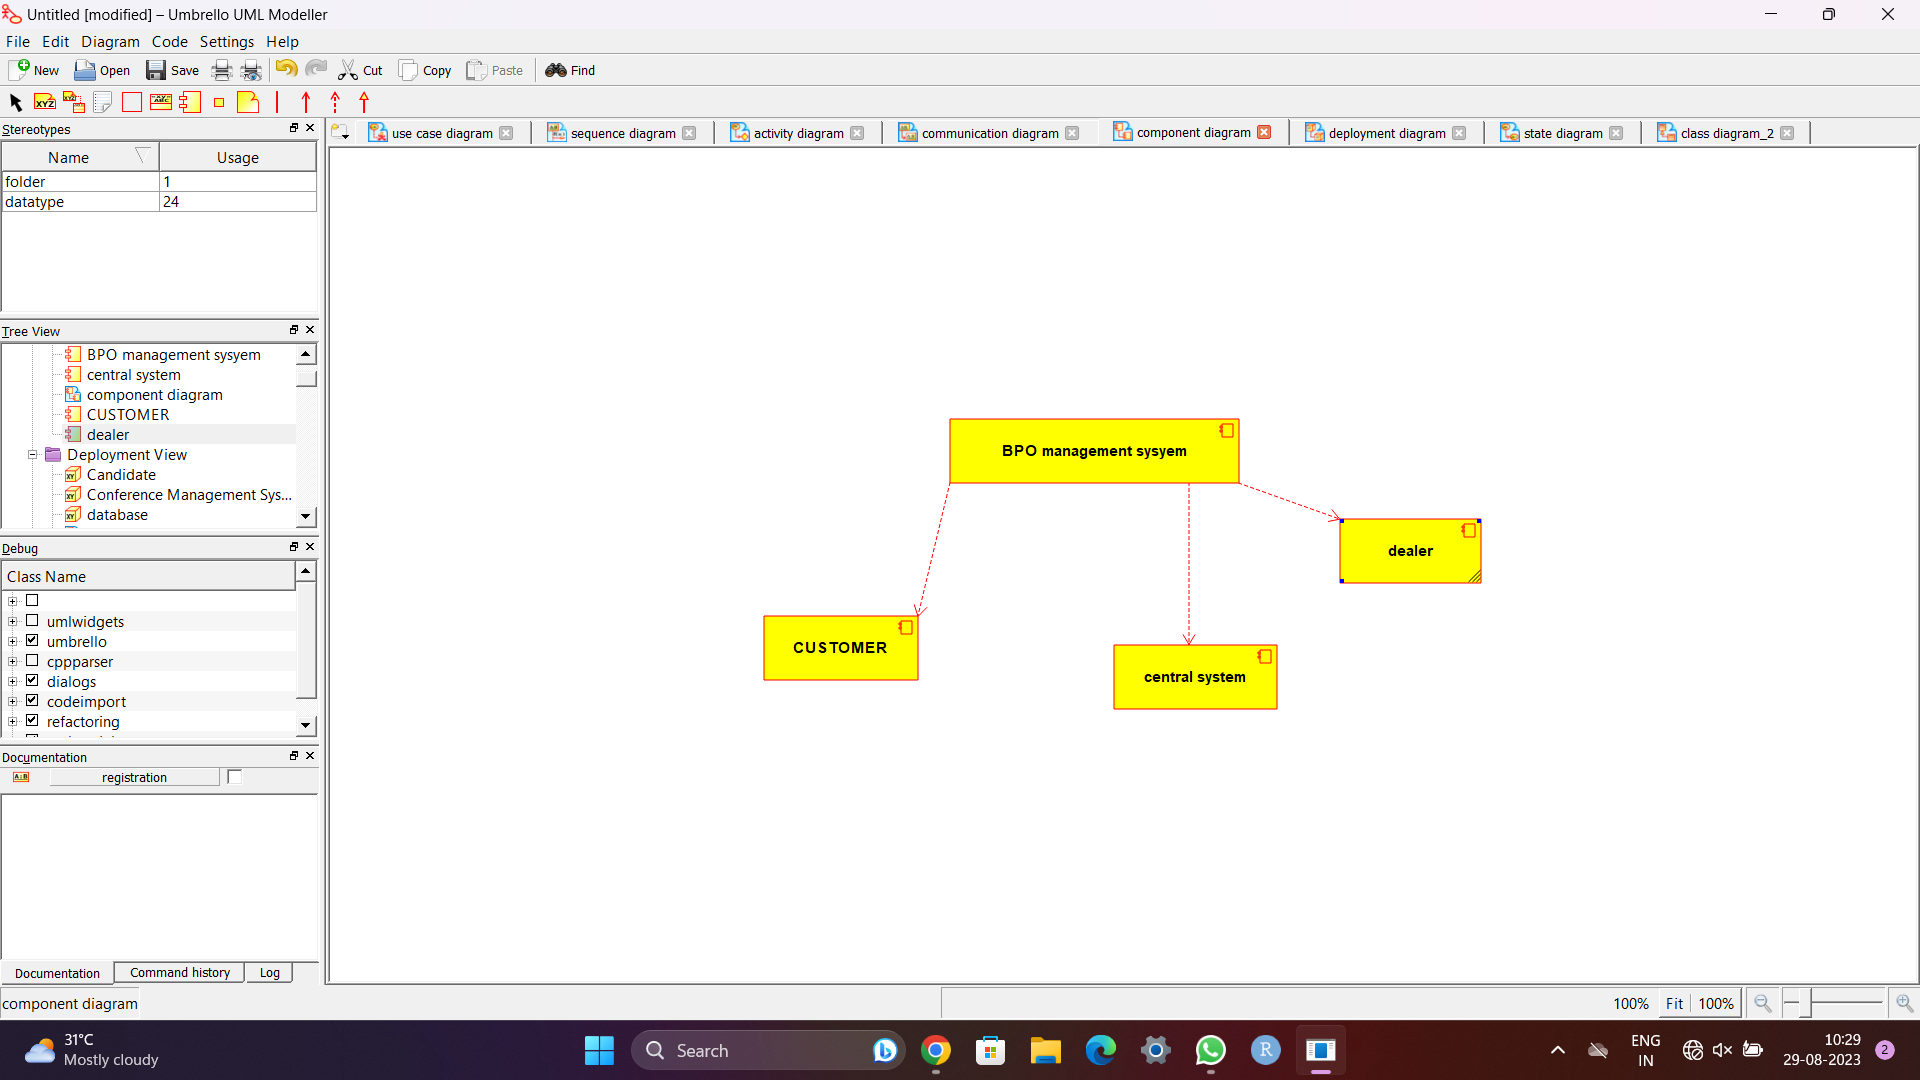 Untitled [modified] – Umbrello UML Modeller
File Edit Diagram Code Settings Help
New Open Save Cut Copy Paste Find
Stereotypes
Name Usage
folder 1
datatype 24
use case diagram sequence diagram activity diagram communication diagram component diagram deployment diagram state diagram class diagram_2
Tree View
BPO management sysyem
central system
component diagram
CUSTOMER
dealer
Deployment View
Candidate
Conference Management Sys...
database
Debug
Class Name
umlwidgets
umbrello
cppparser
dialogs
codeimport
refactoring
Documentation
registration
Documentation Command history Log
BPO management sysyem
dealer
CUSTOMER
central system
component diagram
100% Fit 100%
31°C
Mostly cloudy
Search
ENG
IN
10:29
29-08-2023
2